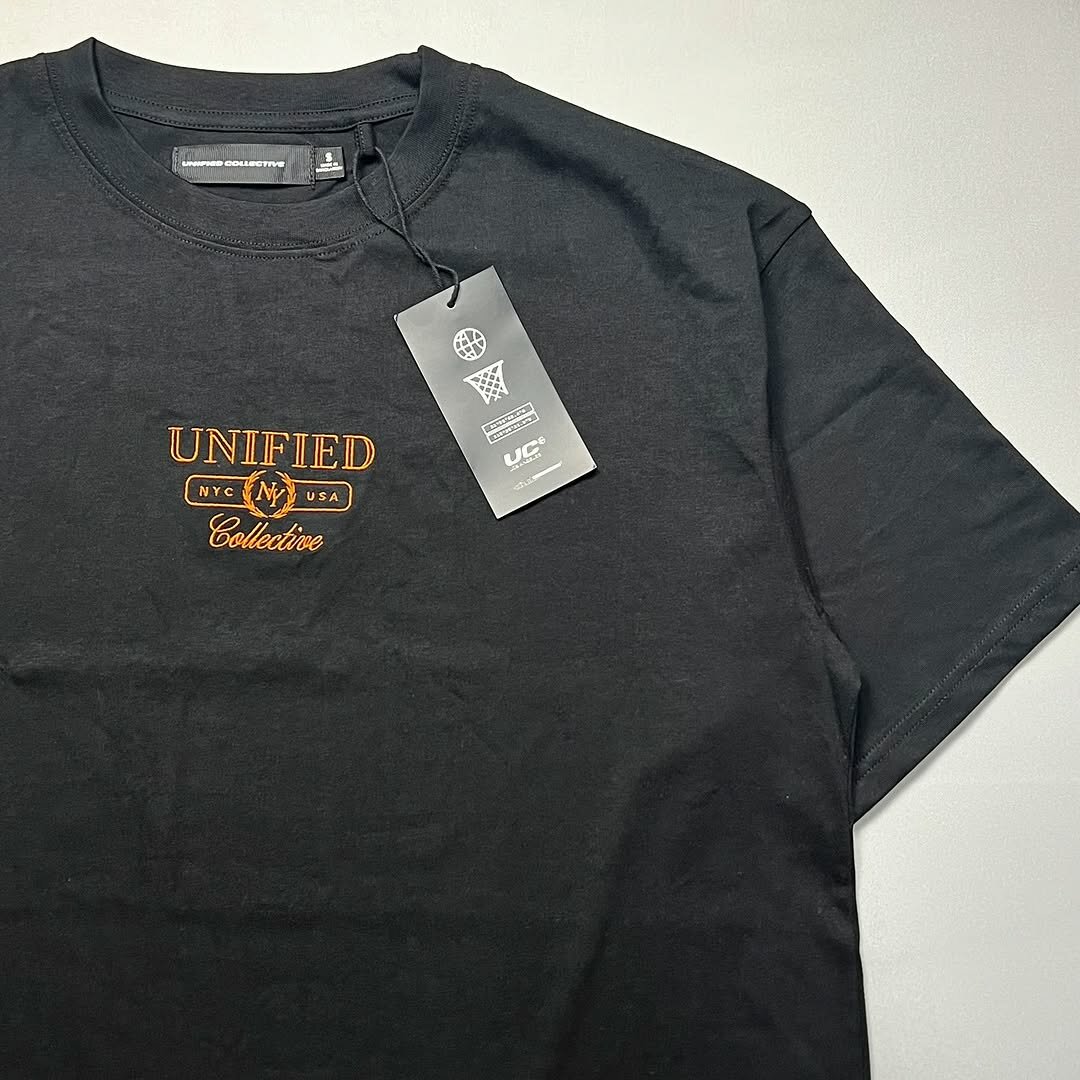 UNIFIED COLLECTIVE
S
UC
UNIFIED
NYC NY USA
Collective